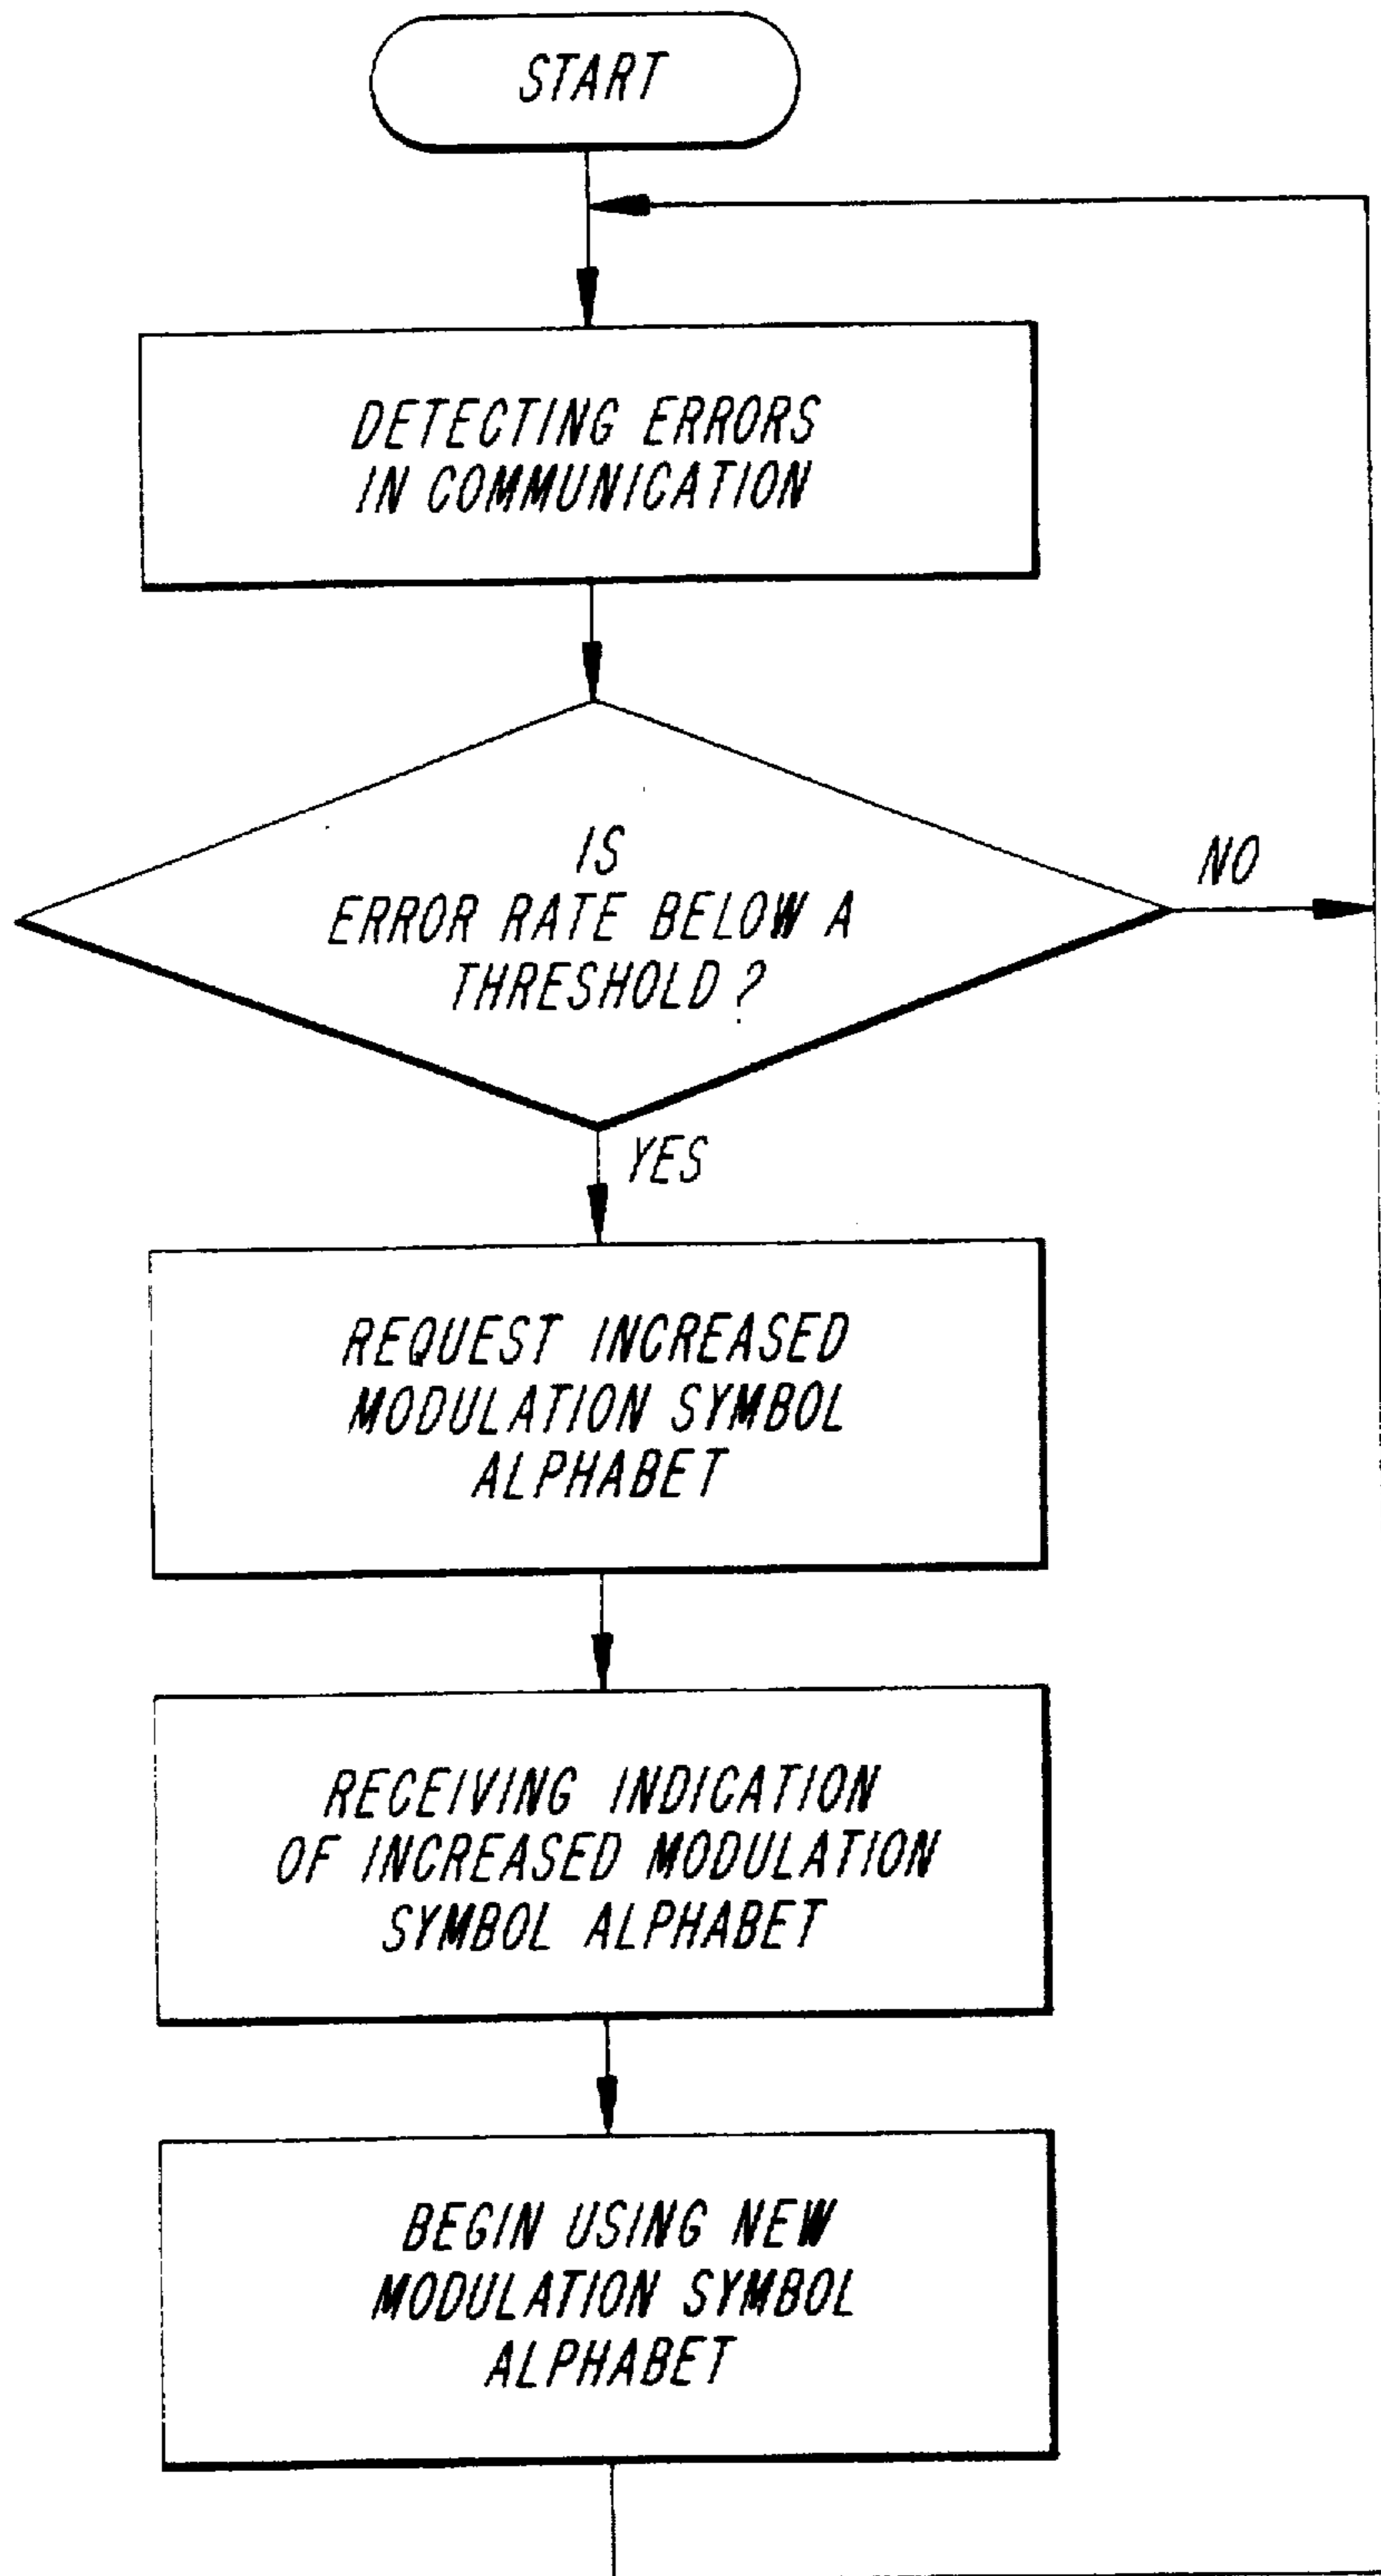 START
DETECTING ERRORS
IN COMMUNICATION
IS
ERROR RATE BELOW A
THRESHOLD ?
NO
YES
REQUEST INCREASED
MODULATION SYMBOL
ALPHABET
RECEIVING INDICATION
OF INCREASED MODULATION
SYMBOL ALPHABET
BEGIN USING NEW
MODULATION SYMBOL
ALPHABET